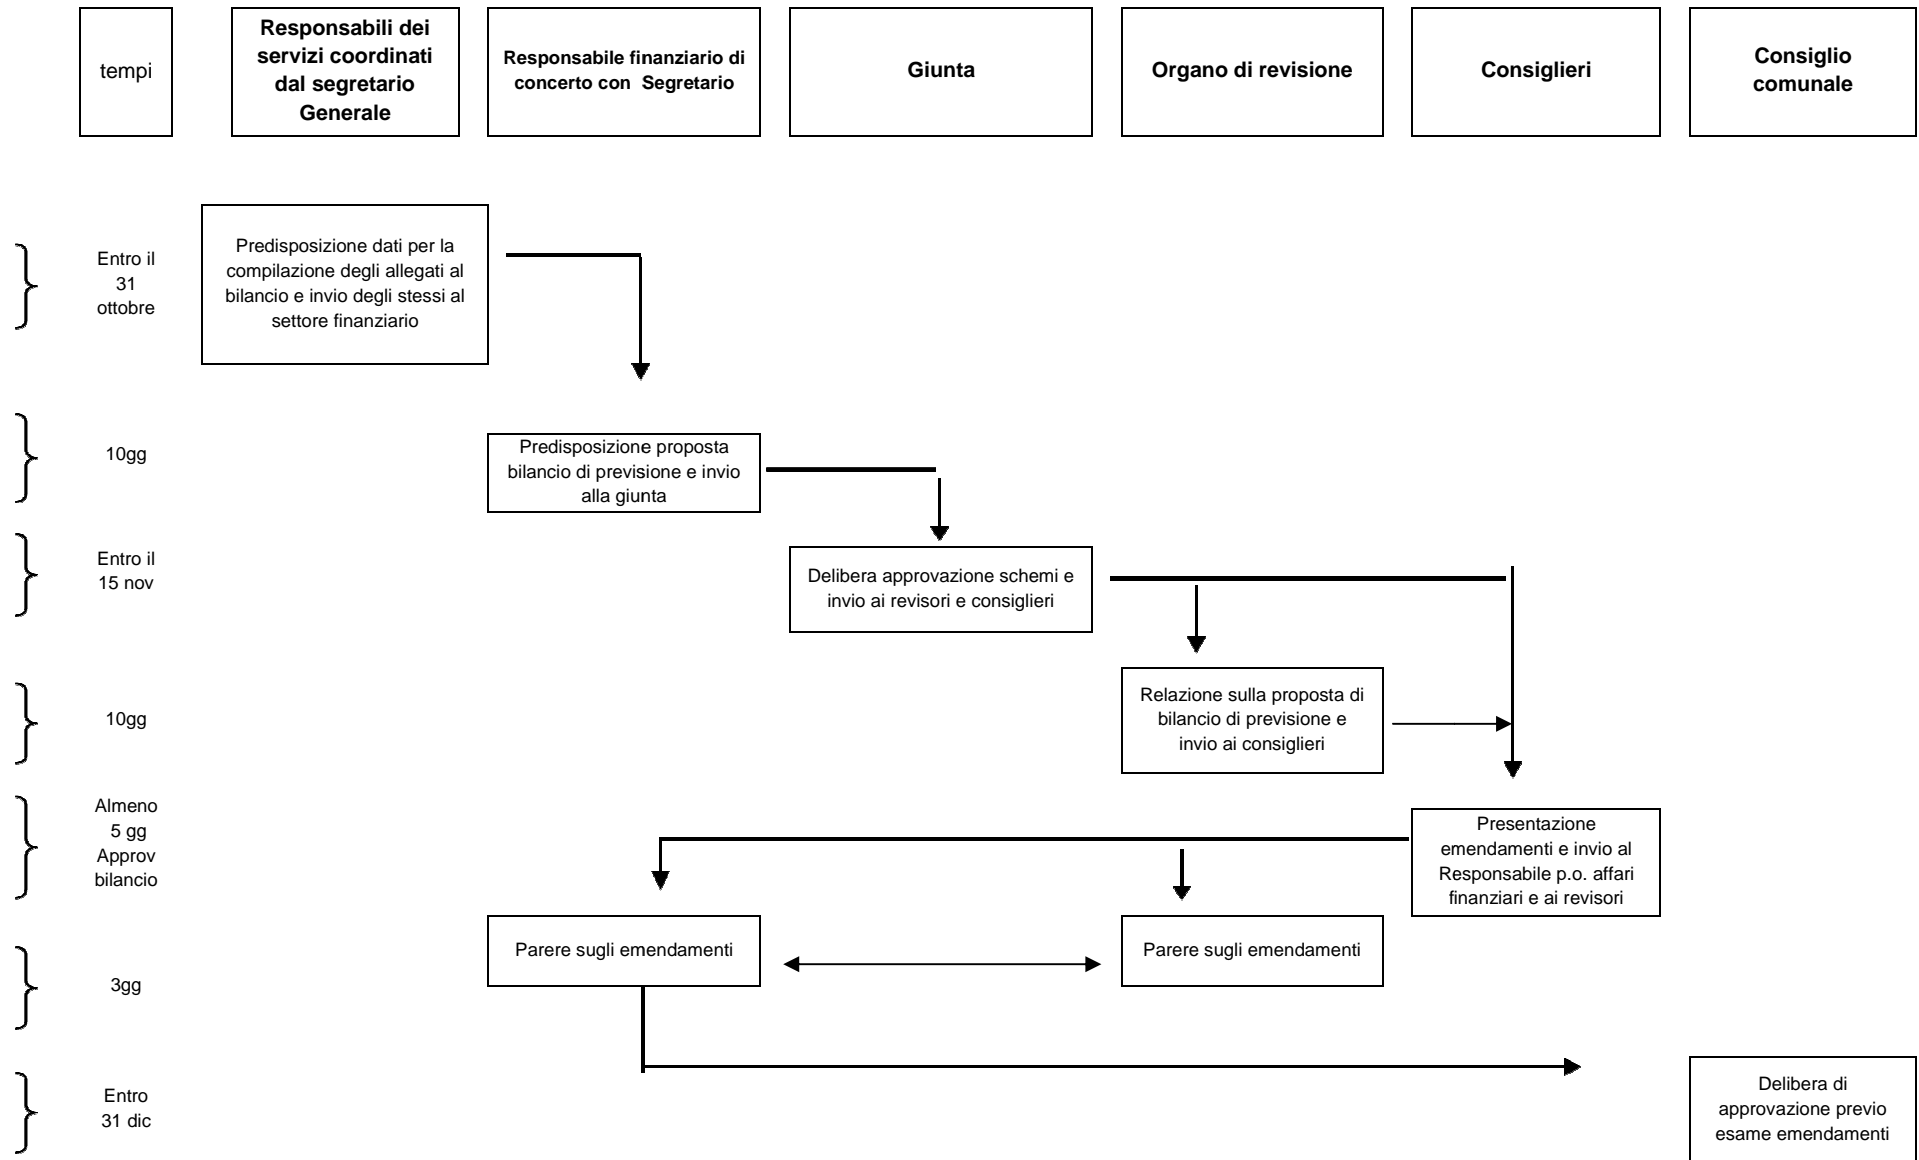 tempi
Responsabili dei
servizi coordinati
dal segretario
Generale
Responsabile finanziario di
concerto con Segretario
Giunta
Organo di revisione
Consiglieri
Consiglio
comunale
Entro il
31
ottobre
Predisposizione dati per la
compilazione degli allegati al
bilancio e invio degli stessi al
settore finanziario
10gg
Predisposizione proposta
bilancio di previsione e invio
alla giunta
Entro il
15 nov
Delibera approvazione schemi e
invio ai revisori e consiglieri
10gg
Relazione sulla proposta di
bilancio di previsione e
invio ai consiglieri
Almeno
5 gg
Approv
bilancio
Presentazione
emendamenti e invio al
Responsabile p.o. affari
finanziari e ai revisori
3gg
Parere sugli emendamenti
Parere sugli emendamenti
Entro
31 dic
Delibera di
approvazione previo
esame emendamenti